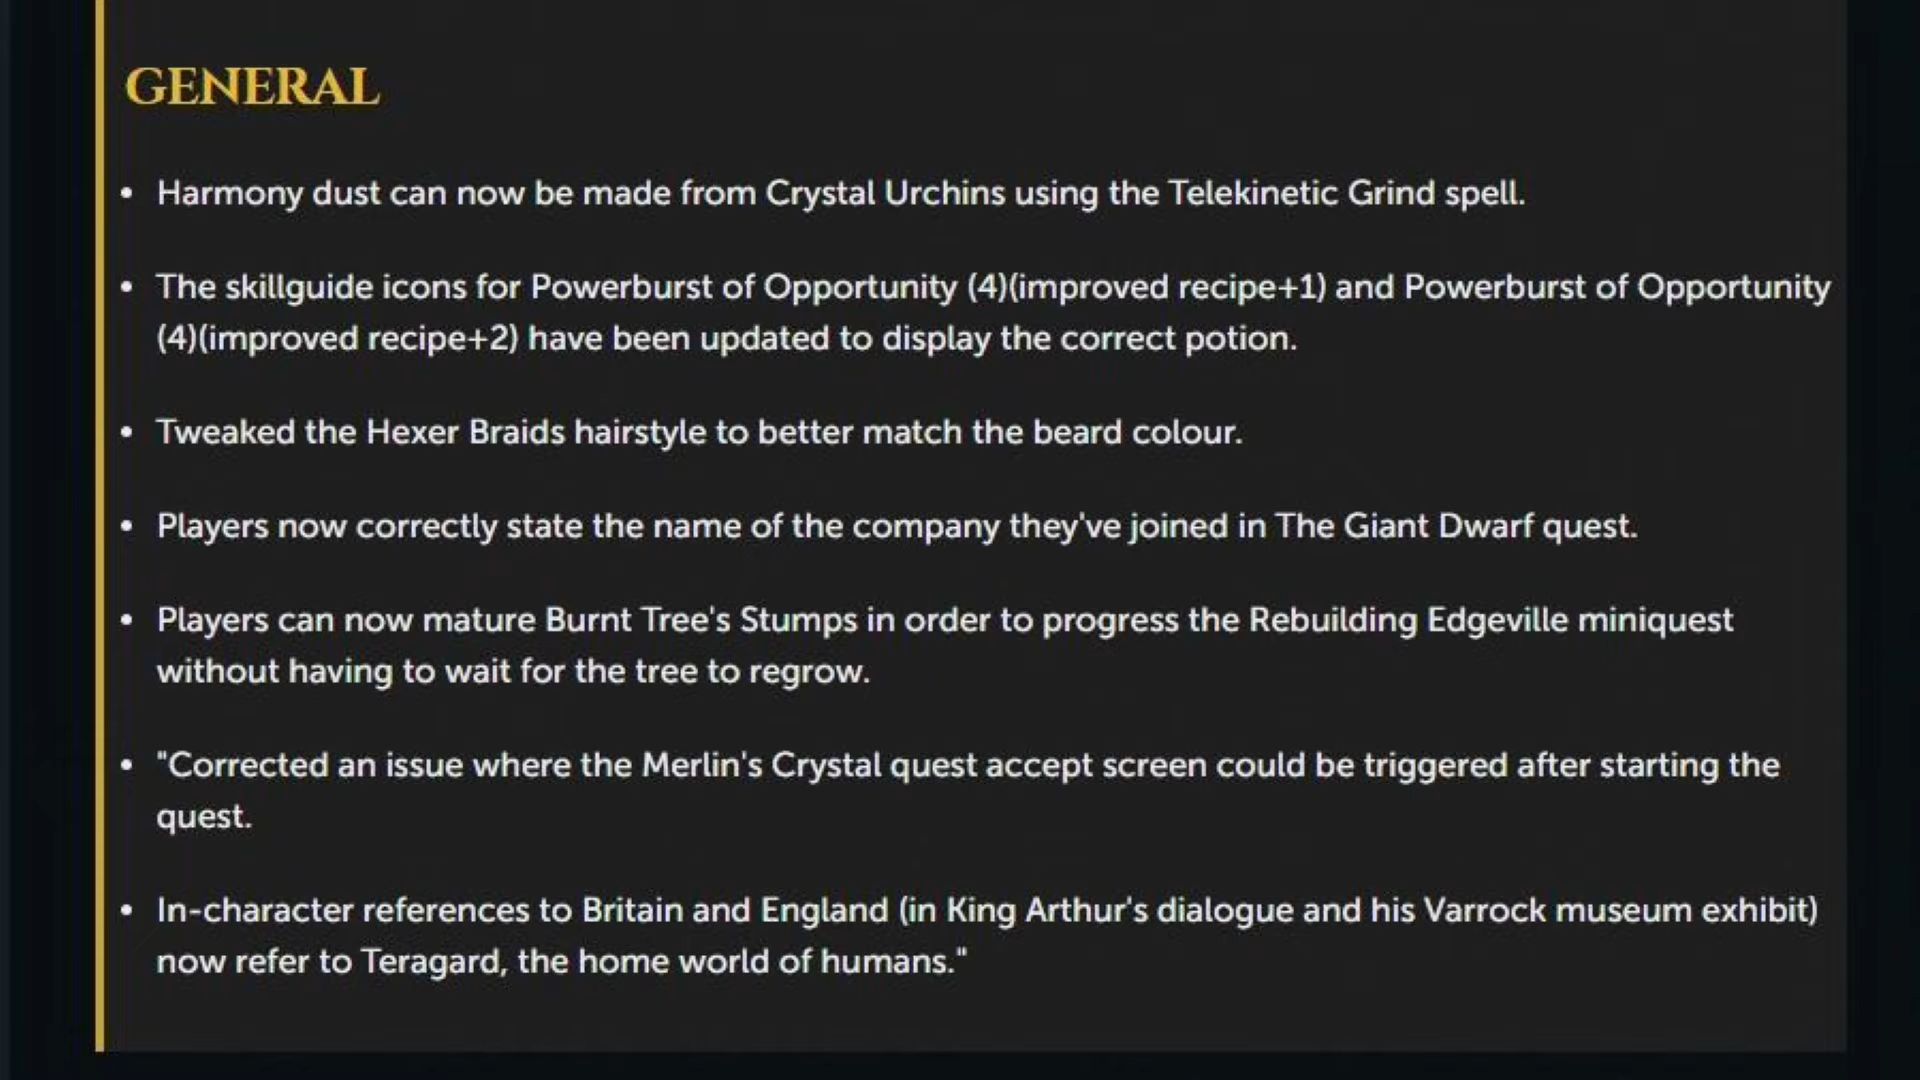 GENERAL
• Harmony dust can now be made from Crystal Urchins using the Telekinetic Grind spell.
• The skillguide icons for Powerburst of Opportunity (4)(improved recipe+1) and Powerburst of Opportunity
(4)(improved recipe+2) have been updated to display the correct potion.
• Tweaked the Hexer Braids hairstyle to better match the beard colour.
• Players now correctly state the name of the company they've joined in The Giant Dwarf quest.
• Players can now mature Burnt Tree's Stumps in order to progress the Rebuilding Edgeville miniquest
without having to wait for the tree to regrow.
• "Corrected an issue where the Merlin's Crystal quest accept screen could be triggered after starting the
quest.
• In-character references to Britain and England (in King Arthur's dialogue and his Varrock museum exhibit)
now refer to Teragard, the home world of humans."